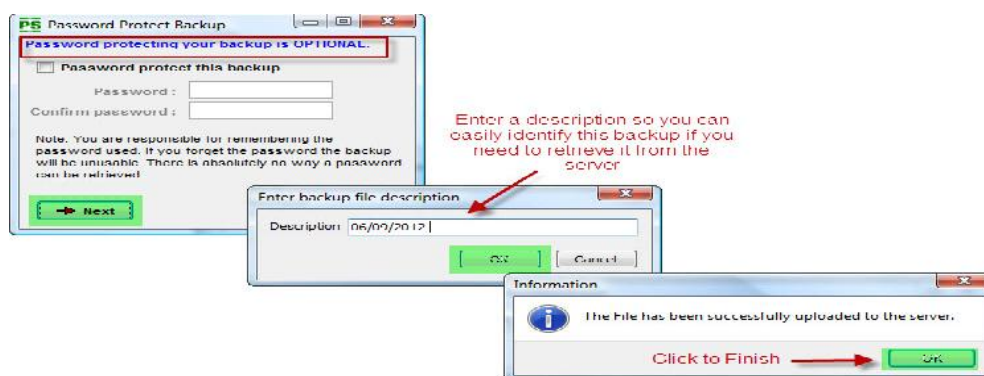 PS Password Protect Backup
Password protecting your backup is OPTIONAL.
Password protect this backup
Password :
Confirm password :
Note: You are responsible for remembering the
password used. If you forget the password the backup
will be unusable. There is absolutely no way a password
can be retrieved
Next
Enter a description so you can
easily identify this backup if you
need to retrieve it from the
server
Enter backup file description
Description 06/09/2012
OK Cancel
Information
The File has been successfully uploaded to the server.
Click to Finish
OK